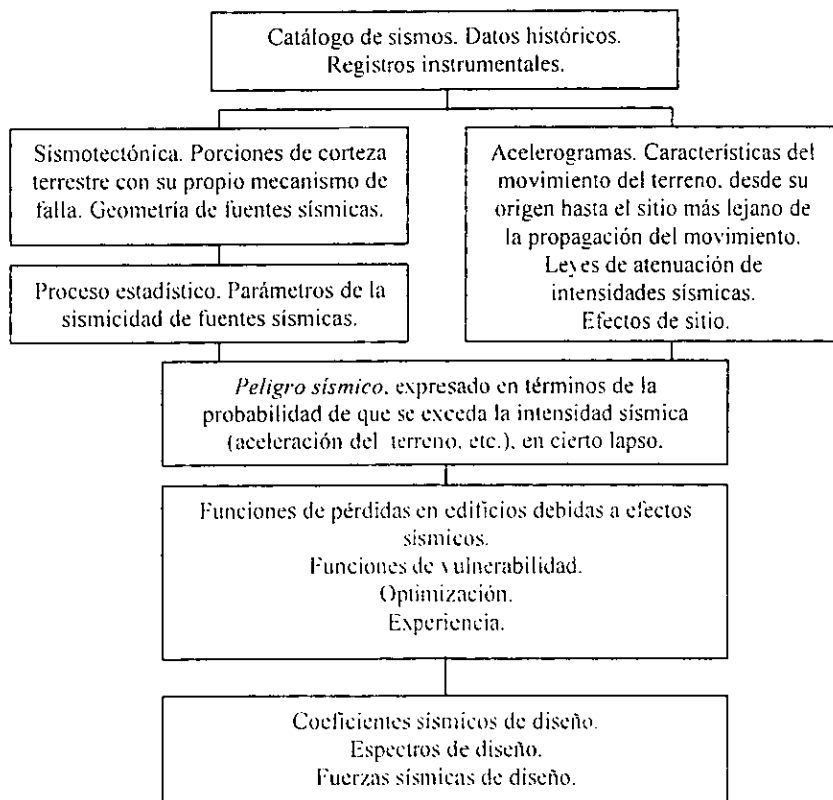 Catálogo de sismos. Datos históricos.
Registros instrumentales.
Sismotectónica. Porciones de corteza
terrestre con su propio mecanismo de
falla. Geometría de fuentes sísmicas.
Proceso estadístico. Parámetros de la
sismicidad de fuentes sísmicas.
Acelerogramas. Características del
movimiento del terreno, desde su
origen hasta el sitio más lejano de
la propagación del movimiento.
Leyes de atenuación de
intensidades sísmicas.
Efectos de sitio.
Peligro sísmico, expresado en términos de la
probabilidad de que se exceda la intensidad sísmica
(aceleración del terreno, etc.), en cierto lapso.
Funciones de pérdidas en edificios debidas a efectos
sísmicos.
Funciones de vulnerabilidad.
Optimización.
Experiencia.
Coeficientes sísmicos de diseño.
Espectros de diseño.
Fuerzas sísmicas de diseño.